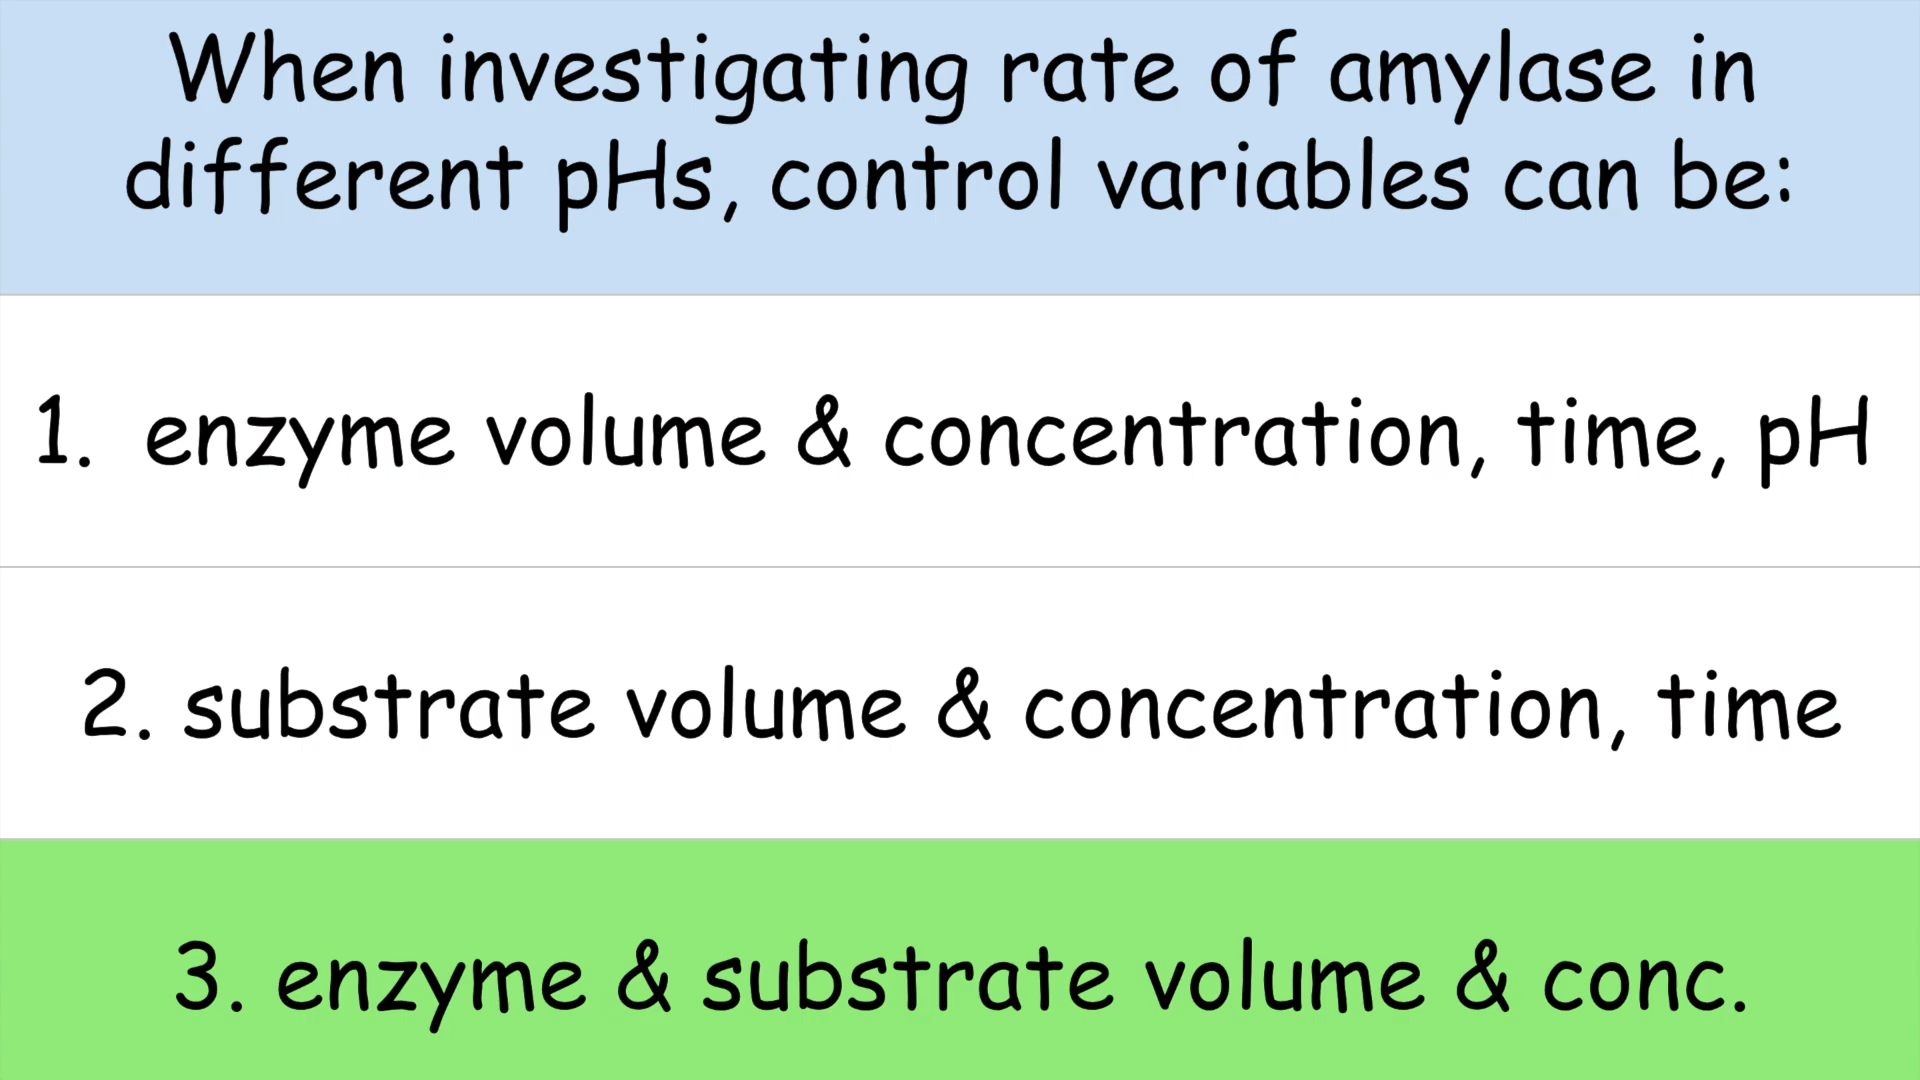 When investigating rate of amylase in
different pHs, control variables can be:
1. enzyme volume & concentration, time, pH
2. substrate volume & concentration, time
3. enzyme & substrate volume & conc.